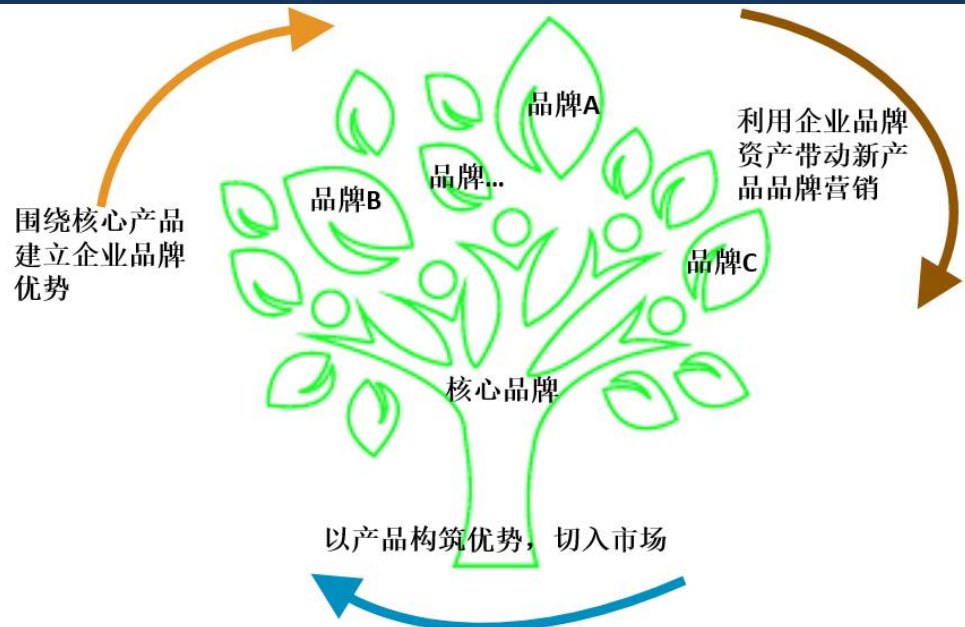 品牌A
利用企业品牌
资产带动新产
品品牌营销
品牌...
品牌B
围绕核心产品
建立企业品牌
优势
品牌C
核心品牌
以产品构筑优势，切入市场